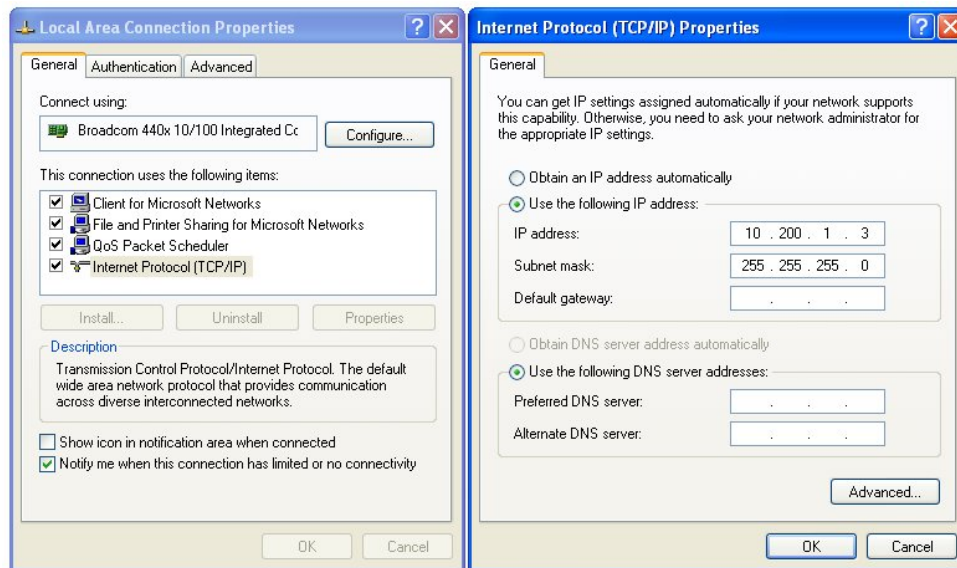 Local Area Connection Properties
General
Authentication
Advanced
Connect using:
Broadcom 440x 10/100 Integrated Cc
Configure...
This connection uses the following items:
Client for Microsoft Networks
File and Printer Sharing for Microsoft Networks
QoS Packet Scheduler
Internet Protocol (TCP/IP)
Install...
Uninstall
Properties
Description
Transmission Control Protocol/Internet Protocol. The default
wide area network protocol that provides communication
across diverse interconnected networks.
Show icon in notification area when connected
Notify me when this connection has limited or no connectivity
OK
Cancel
Internet Protocol (TCP/IP) Properties
General
You can get IP settings assigned automatically if your network supports
this capability. Otherwise, you need to ask your network administrator for
the appropriate IP settings.
Obtain an IP address automatically
Use the following IP address:
IP address: 10 . 200 . 1 . 3
Subnet mask: 255 . 255 . 255 . 0
Default gateway: . . .
Obtain DNS server address automatically
Use the following DNS server addresses:
Preferred DNS server: . . .
Alternate DNS server: . . .
Advanced...
OK
Cancel